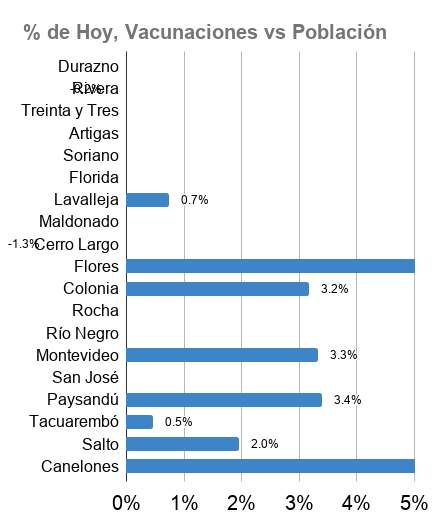 % de Hoy, Vacunaciones vs Población
Durazno
Rivera -0.2%
Treinta y Tres
Artigas
Soriano
Florida
Lavalleja 0.7%
Maldonado
-1.3% Cerro Largo
Flores
Colonia 3.2%
Rocha
Río Negro
Montevideo 3.3%
San José
Paysandú 3.4%
Tacuarembó 0.5%
Salto 2.0%
Canelones
0% 1% 2% 3% 4% 5%